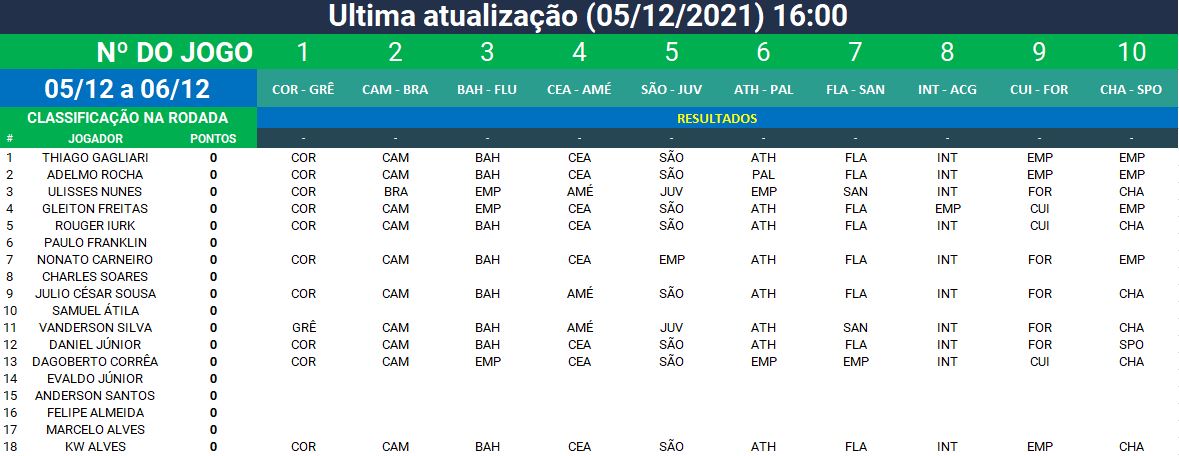 Ultima atualização (05/12/2021) 16:00
Nº DO JOGO 1 2 3 4 5 6 7 8 9 10
05/12 a 06/12 COR - GRÊ CAM - BRA BAH - FLU CEA - AMÉ SÃO - JUV ATH - PAL FLA - SAN INT - ACG CUI - FOR CHA - SPO
CLASSIFICAÇÃO NA RODADA RESULTADOS
# JOGADOR PONTOS - - - - - - - - - -
1 THIAGO GAGLIARI 0 COR CAM BAH CEA SÃO ATH FLA INT EMP EMP
2 ADELMO ROCHA 0 COR CAM BAH CEA SÃO PAL FLA INT EMP EMP
3 ULISSES NUNES 0 COR BRA EMP AMÉ JUV EMP SAN INT FOR CHA
4 GLEITON FREITAS 0 COR CAM EMP CEA SÃO ATH FLA EMP CUI EMP
5 ROUGER IURK 0 COR CAM BAH CEA SÃO ATH FLA INT CUI CHA
6 PAULO FRANKLIN 0
7 NONATO CARNEIRO 0 COR CAM BAH CEA EMP ATH FLA INT FOR EMP
8 CHARLES SOARES 0
9 JULIO CÉSAR SOUSA 0 COR CAM BAH AMÉ SÃO ATH FLA INT FOR CHA
10 SAMUEL ÁTILA 0
11 VANDERSON SILVA 0 GRÊ CAM BAH AMÉ JUV ATH SAN INT FOR CHA
12 DANIEL JÚNIOR 0 COR CAM BAH CEA SÃO ATH FLA INT FOR SPO
13 DAGOBERTO CORRÊA 0 COR CAM EMP CEA SÃO EMP EMP INT CUI CHA
14 EVALDO JÚNIOR 0
15 ANDERSON SANTOS 0
16 FELIPE ALMEIDA 0
17 MARCELO ALVES 0
18 KW ALVES 0 COR CAM BAH CEA SÃO ATH FLA INT EMP CHA